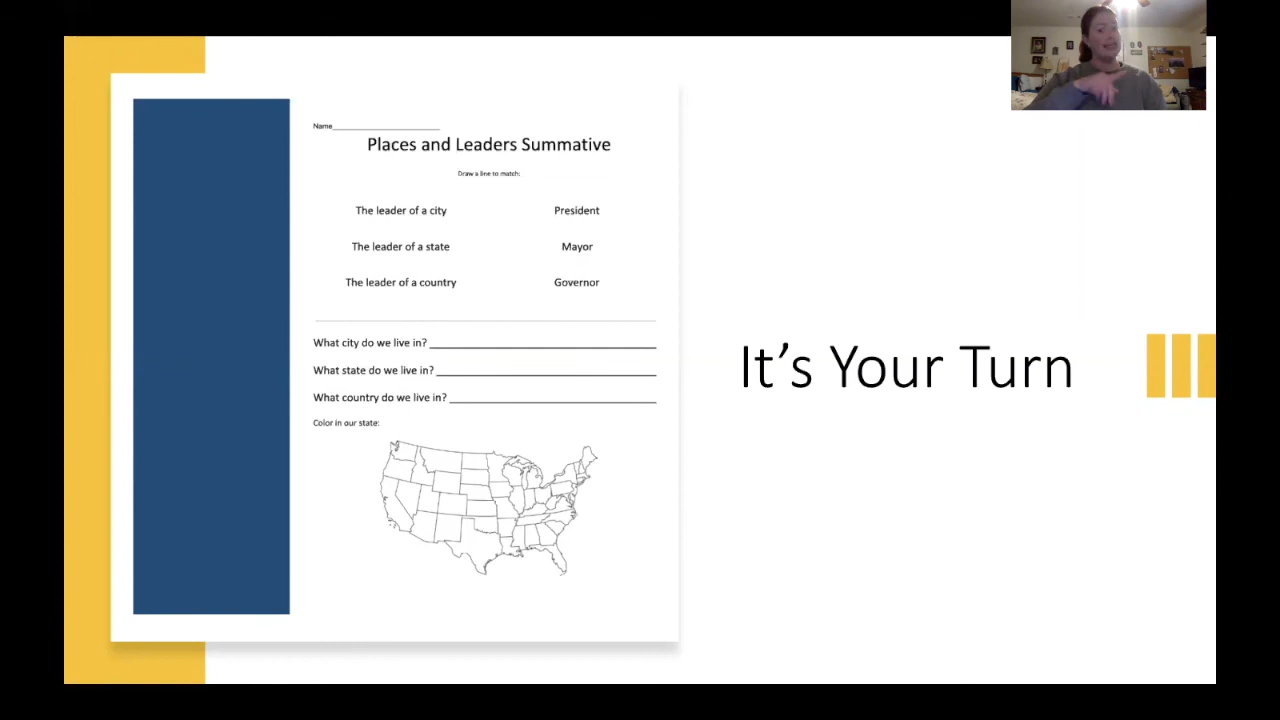 Name
Places and Leaders Summative
Draw a line to match:
The leader of a city President
The leader of a state Mayor
The leader of a country Governor
What city do we live in?
What state do we live in?
What country do we live in?
Color in our state:
It's Your Turn